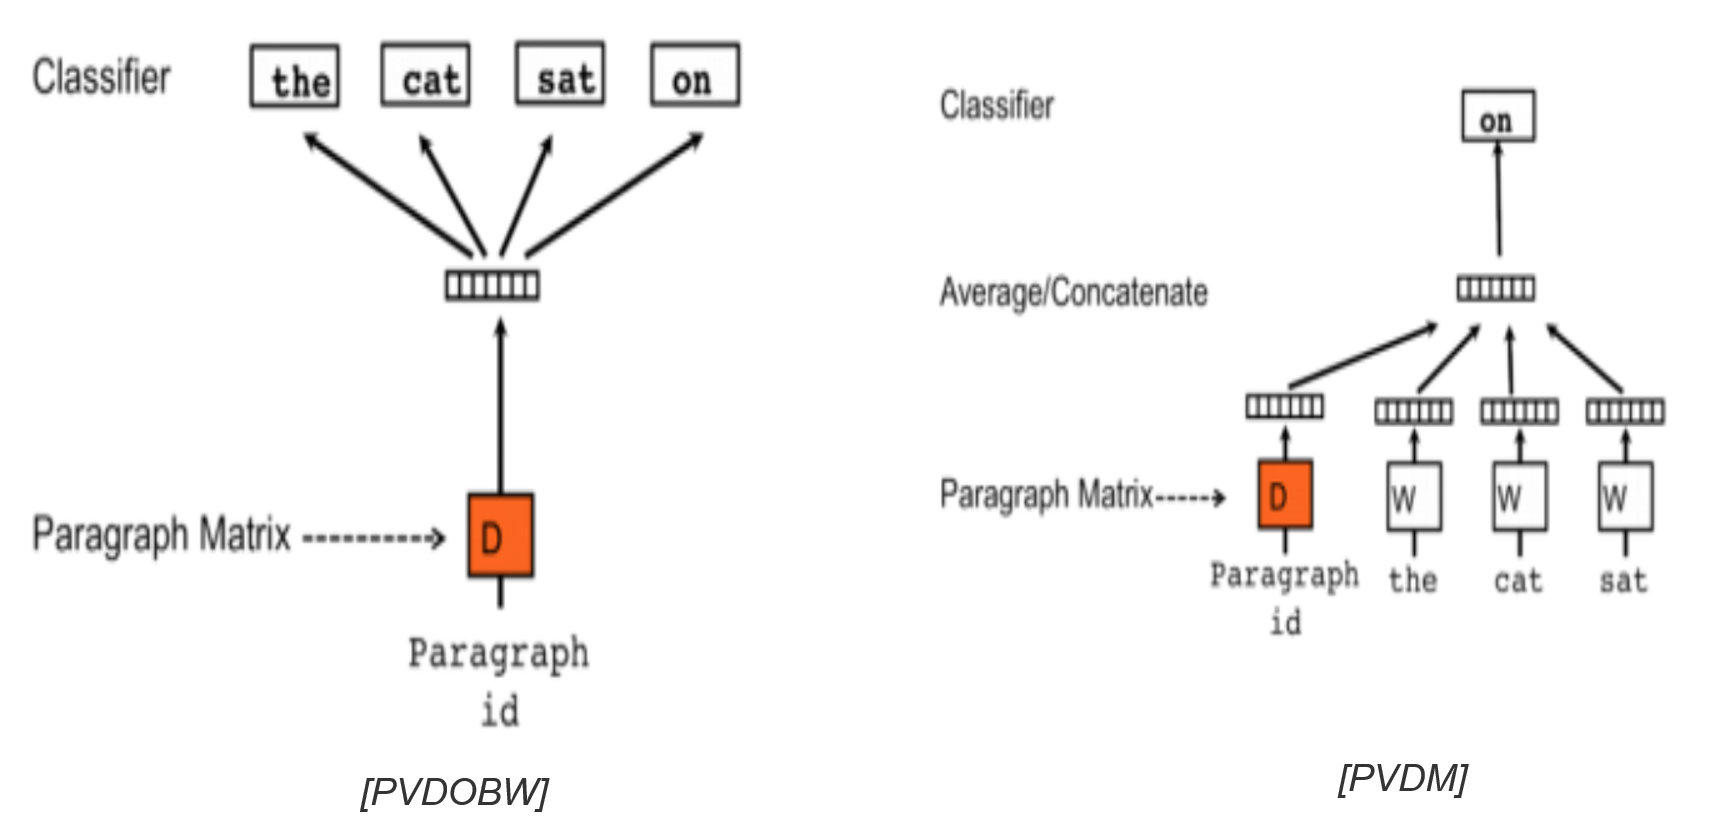 Classifier
the cat sat on
Paragraph Matrix
D
Paragraph
id
[PVDOBW]
Classifier
on
Average/Concatenate
Paragraph Matrix
D W W W
Paragraph the cat sat
id
[PVDM]